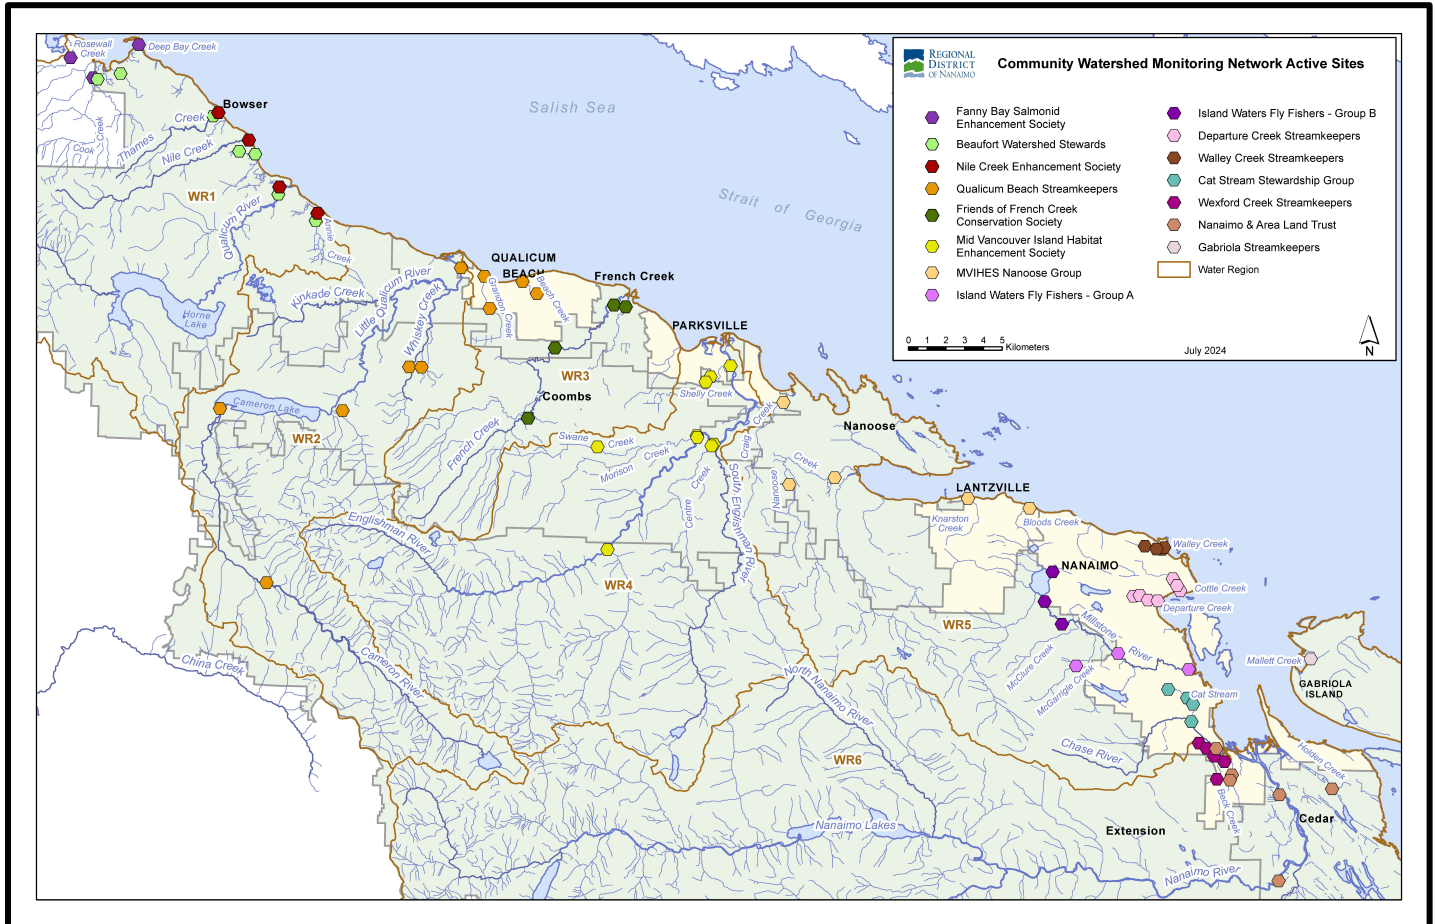 REGIONAL
DISTRICT
OF NANAIMO
Community Watershed Monitoring Network Active Sites
Fanny Bay Salmonid
Enhancement Society
Beaufort Watershed Stewards
Nile Creek Enhancement Society
Qualicum Beach Streamkeepers
Friends of French Creek
Conservation Society
Mid Vancouver Island Habitat
Enhancement Society
MVIHES Nanoose Group
Island Waters Fly Fishers - Group A
Island Waters Fly Fishers - Group B
Departure Creek Streamkeepers
Walley Creek Streamkeepers
Cat Stream Stewardship Group
Wexford Creek Streamkeepers
Nanaimo & Area Land Trust
Gabriola Streamkeepers
Water Region
0 1 2 3 4 5
Kilometers
July 2024
N
Rosewall
Creek
Deep Bay Creek
Salish Sea
Bowser
Creek
Thames
Cook
Creek
Nile Creek
WR1
Qualicum River
Annie
Creek
Strait of Georgia
QUALICUM
BEACH
French Creek
Kinkade Creek
Little Qualicum River
Whiskey Creek
Grandon Creek
Beach Creek
Horne
Lake
PARKSVILLE
WR3
Coombs
Shelly Creek
Cameron Lake
WR2
French Creek
Swane Creek
Morison Creek
Craig Creek
Nanoose
Creek
Nanoose
Centre Creek
South Englishman River
LANTZVILLE
Knarston
Creek
Bloods Creek
Englishman River
Walley Creek
NANAIMO
WR4
Cottle Creek
Departure Creek
WR5
Millstone River
Mallett Creek
GABRIOLA
ISLAND
China Creek
Cameron River
McClure Creek
McGarrigle Creek
North Nanaimo River
Cat Stream
Chase River
WR6
Holden Creek
Beck Creek
Nanaimo Lakes
Extension
Cedar
Nanaimo River